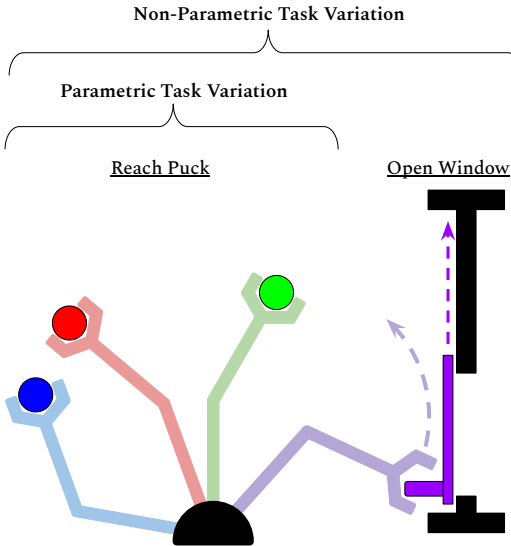 Non-Parametric Task Variation
Parametric Task Variation
Reach Puck
Open Window